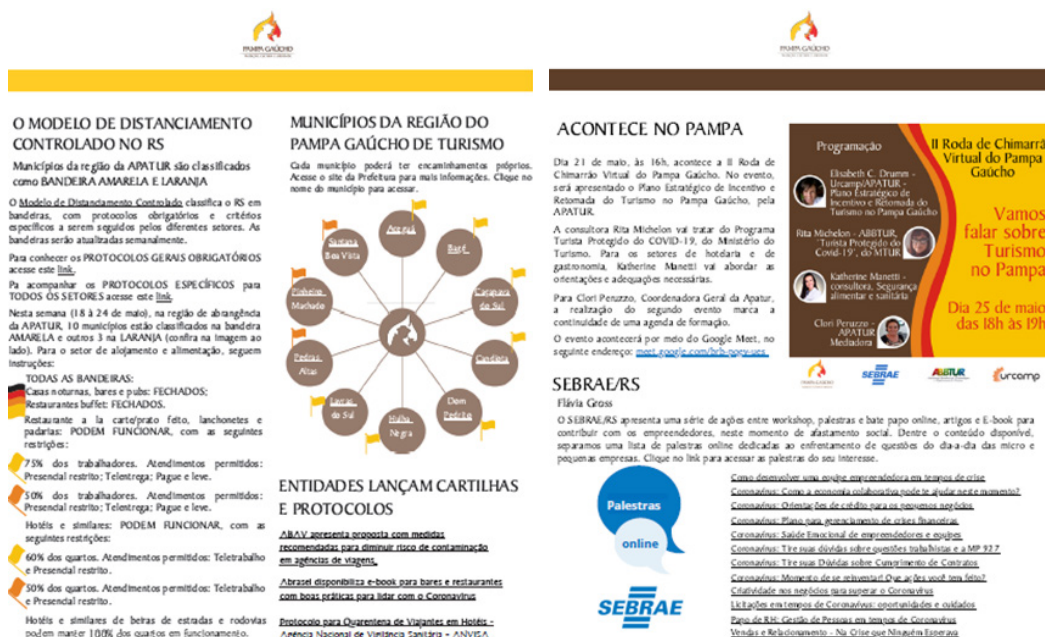 PAMPA GAÚCHO
O MODELO DE DISTANCIAMENTO
CONTROLADO NO RS
Municípios da região da APATUR são classificados
como BANDEIRA AMARELA E LARANJA
O Modelo de Distanciamento Controlado classifica o RS em
bandeiras, com protocolos obrigatórios e critérios
específicos a serem seguidos pelos diferentes setores. As
bandeiras serão atualizadas semanalmente.
Para conhecer os PROTOCOLOS GERAIS OBRIGATÓRIOS
acesse este link.
Pa acompanhar os PROTOCOLOS ESPECÍFICOS para
TODOS OS SETORES acesse este link.
Nesta semana (18 à 24 de maio), na região de abrangência
da APATUR, 10 municípios estão classificados na bandeira
AMARELA e outros 3 na LARANJA (confira na imagem ao
lado). Para o setor de alojamento e alimentação, seguem
instruções:
TODAS AS BANDEIRAS:
Casas noturnas, bares e pubs: FECHADOS;
Restaurantes buffet: FECHADOS.
Restaurante a la carte/prato feito, lanchonetes e
padarias: PODEM FUNCIONAR, com as seguintes
restrições:
75% dos trabalhadores. Atendimentos permitidos:
Presencial restrito; Telentrega; Pague e leve.
50% dos trabalhadores. Atendimentos permitidos:
Presencial restrito; Telentrega; Pague e leve.
Hotéis e similares: PODEM FUNCIONAR, com as
seguintes restrições:
60% dos quartos. Atendimentos permitidos: Teletrabalho
e Presencial restrito.
50% dos quartos. Atendimentos permitidos: Teletrabalho
e Presencial restrito.
Hotéis e similares de beiras de estradas e rodovias
podem manter 100% dos quartos em funcionamento.
MUNICÍPIOS DA REGIÃO DO
PAMPA GAÚCHO DE TURISMO
Cada município poderá ter encaminhamentos próprios.
Acesse o site da Prefeitura para mais informações. Clique no
nome do município para acessar.
Aceguá
Bagé
Caçapava
do Sul
Candiota
Dom
Pedrito
Hulha
Negra
Lavras
do Sul
Pedras
Altas
Pinheiro
Machado
Santana
Boa Vista
ENTIDADES LANÇAM CARTILHAS
E PROTOCOLOS
ABAV apresenta proposta com medidas
recomendadas para diminuir risco de contaminação
em agências de viagens.
Abrasel disponibiliza e-book para bares e restaurantes
com boas práticas para lidar com o Coronavírus
Protocolo para Quarentena de Viajantes em Hotéis -
Agência Nacional de Vigilância Sanitária - ANVISA
PAMPA GAÚCHO
ACONTECE NO PAMPA
Dia 21 de maio, às 16h, acontece a II Roda de
Chimarrão Virtual do Pampa Gaúcho. No evento,
será apresentado o Plano Estratégico de Incentivo e
Retomada do Turismo no Pampa Gaúcho, pela
APATUR.
A consultora Rita Michelon vai tratar do Programa
Turista Protegido do COVID-19, do Ministério do
Turismo. Para os setores de hotelaria e de
gastronomia, Katherine Manetti vai abordar as
orientações e adequações necessárias.
Para Clori Peruzzo, Coordenadora Geral da Apatur,
a realização do segundo evento marca a
continuidade de uma agenda de formação.
O evento acontecerá por meio do Google Meet, no
seguinte endereço:
Programação
Elisabeth C. Drumm -
Urcamp/APATUR -
Plano Estratégico de
Incentivo e Retomada do
Turismo no Pampa Gaúcho
Rita Michelon - ABBTUR,
"Turista Protegido do
Covid-19", do MTUR
Katherine Manetti -
consultora, Segurança
alimentar e sanitária
Clori Peruzzo -
APATUR
Mediadora
II Roda de Chimarrã
Virtual do Pampa
Gaúcho
Vamos
falar sobre
Turismo
no Pampa
Dia 25 de maio
das 18h às 19h
SEBRAE
ABBTUR
urcamp
SEBRAE/RS
Flávia Gross
O SEBRAE/RS apresenta uma série de ações entre workshop, palestras e bate papo online, artigos e E-book para
contribuir com os empreendedores, neste momento de afastamento social. Dentre o conteúdo disponível,
separamos uma lista de palestras online dedicadas ao enfrentamento de questões do dia-a-dia das micro e
pequenas empresas. Clique no link para acessar as palestras do seu interesse.
Palestras
online
SEBRAE
Como desenvolver uma equipe empreendedora em tempos de crise
Coronavírus: Como a economia colaborativa pode te ajudar neste momento?
Coronavírus: Orientações de crédito para os pequenos negócios
Coronavírus: Plano para gerenciamento de crises financeiras
Coronavírus: Saúde Emocional de empreendedores e equipes
Coronavírus: Tire suas dúvidas sobre questões trabalhistas e a MP 927
Coronavírus: Tire suas Dúvidas sobre Cumprimento de Contratos
Coronavírus: Momento de se reinventar! Que ações você tem feito?
Criatividade nos negócios para superar o Coronavírus
Licitações em tempos de Coronavírus: oportunidades e cuidados
Papo de RH: Gestão de Pessoas em tempos de Coronavírus
Vendas e Relacionamento - Na Crise que Ninguém Esperava